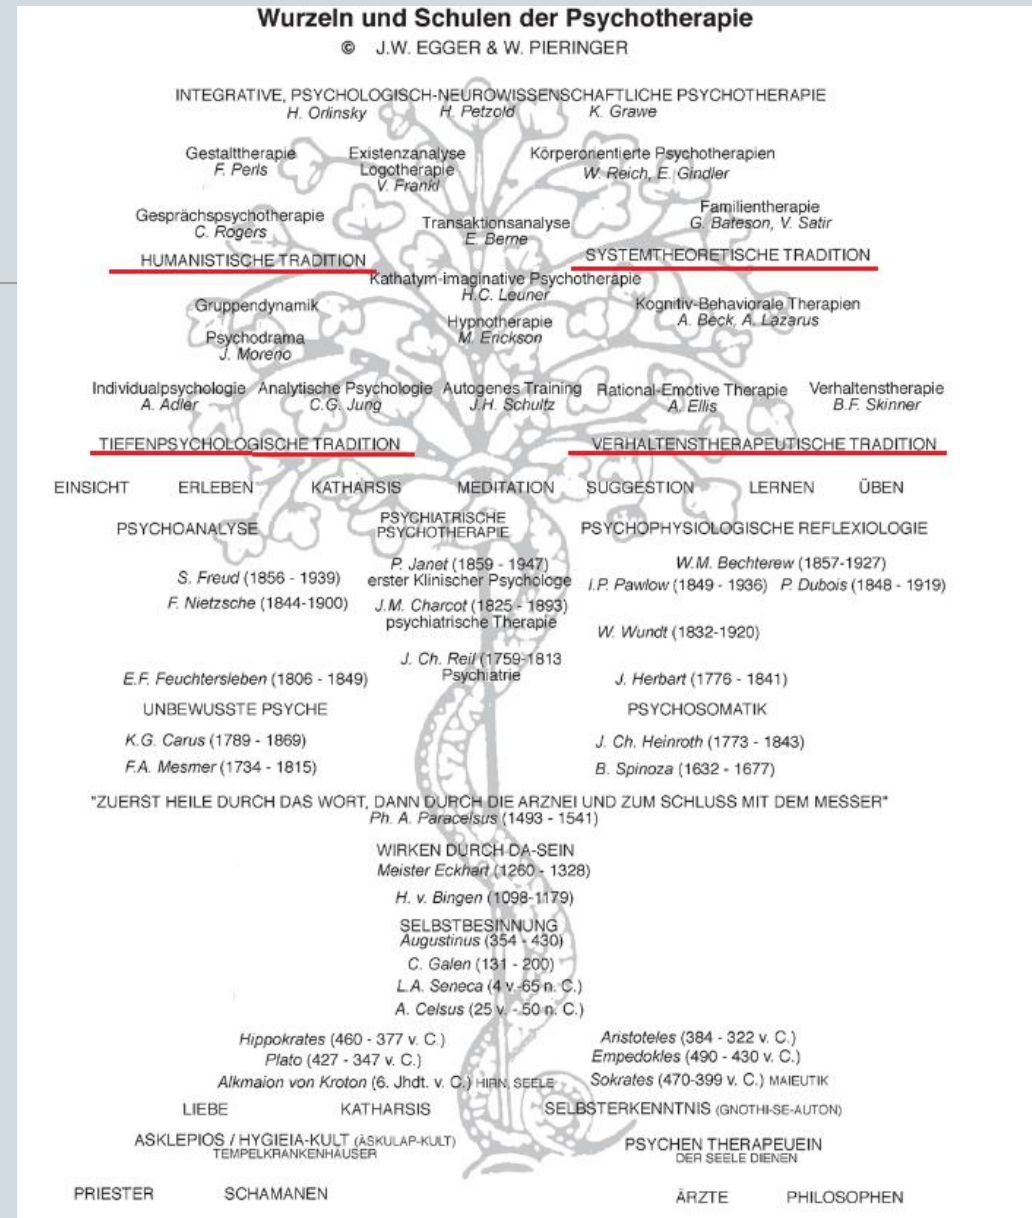 Wurzeln und Schulen der Psychotherapie
© J.W. EGGER & W. PIERINGER
INTEGRATIVE, PSYCHOLOGISCH-NEUROWISSENSCHAFTLICHE PSYCHOTHERAPIE
H. Orlinsky H. Petzold K. Grawe
Gestalttherapie Existenzanalyse Körperorientierte Psychotherapien
F. Perls Logotherapie W. Reich, E. Gindler
V. Frankl
Familientherapie
Gesprächspsychotherapie Transaktionsanalyse G. Bateson, V. Satir
C. Rogers E. Berne
HUMANISTISCHE TRADITION SYSTEMTHEORETISCHE TRADITION
Kathatym-imaginative Psychotherapie
H.C. Leuner
Gruppendynamik Kognitiv-Behaviorale Therapien
Hypnotherapie A. Beck, A. Lazarus
Psychodrama M. Erickson
J. Moreno
Individualpsychologie Analytische Psychologie Autogenes Training Rational-Emotive Therapie Verhaltenstherapie
A. Adler C.G. Jung J.H. Schultz A. Ellis B.F. Skinner
TIEFENPSYCHOLOGISCHE TRADITION VERHALTENSTHERAPEUTISCHE TRADITION
EINSICHT ERLEBEN KATHARSIS MEDITATION SUGGESTION LERNEN ÜBEN
PSYCHOANALYSE PSYCHIATRISCHE PSYCHOPHYSIOLOGISCHE REFLEXIOLOGIE
PSYCHOTHERAPIE
P. Janet (1859 - 1947) W.M. Bechterew (1857-1927)
S. Freud (1856 - 1939) erster Klinischer Psychologe I.P. Pawlow (1849 - 1936) P. Dubois (1848 - 1919)
F. Nietzsche (1844-1900) J.M. Charcot (1825 - 1893)
psychiatrische Therapie
W. Wundt (1832-1920)
J. Ch. Reil (1759-1813
Psychiatrie
E.F. Feuchtersleben (1806 - 1849) J. Herbart (1776 - 1841)
UNBEWUSSTE PSYCHE PSYCHOSOMATIK
K.G. Carus (1789 - 1869) J. Ch. Heinroth (1773 - 1843)
F.A. Mesmer (1734 - 1815) B. Spinoza (1632 - 1677)
"ZUERST HEILE DURCH DAS WORT, DANN DURCH DIE ARZNEI UND ZUM SCHLUSS MIT DEM MESSER"
Ph. A. Paracelsus (1493 - 1541)
WIRKEN DURCH DA-SEIN
Meister Eckhart (1260 - 1328)
H. v. Bingen (1098-1179)
SELBSTBESINNUNG
Augustinus (354 - 430)
C. Galen (131 - 200)
L.A. Seneca (4 v.-65 n. C.)
A. Celsus (25 v. - 50 n. C.)
Hippokrates (460 - 377 v. C.) Aristoteles (384 - 322 v. C.)
Plato (427 - 347 v. C.) Empedokles (490 - 430 v. C.)
Alkmaion von Kroton (6. Jhdt. v. C.) HIRN, SEELE Sokrates (470-399 v. C.) MAIEUTIK
LIEBE KATHARSIS SELBSTERKENNTNIS (GNOTHI-SE-AUTON)
ASKLEPIOS / HYGIEIA-KULT (ÄSKULAP-KULT) PSYCHEN THERAPEUEIN
TEMPELKRANKENHÄUSER DER SEELE DIENEN
PRIESTER SCHAMANEN ÄRZTE PHILOSOPHEN